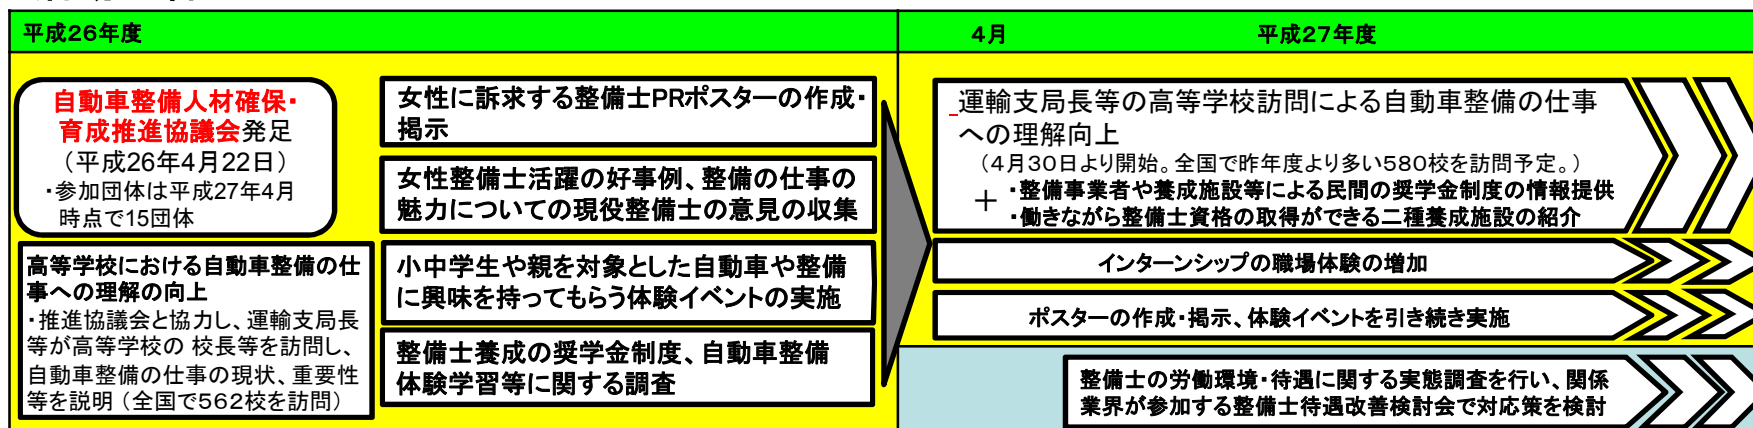 平成26年度
4月
平成27年度
自動車整備人材確保・
育成推進協議会発足
（平成26年4月22日）
・参加団体は平成27年4月
時点で15団体
高等学校における自動車整備の仕
事への理解の向上
・推進協議会と協力し、運輸支局長
等が高等学校の 校長等を訪問し、
自動車整備の仕事の現状、重要性
等を説明（全国で562校を訪問）
女性に訴求する整備士PRポスターの作成・
掲示
女性整備士活躍の好事例、整備の仕事の
魅力についての現役整備士の意見の収集
小中学生や親を対象とした自動車や整備
に興味を持ってもらう体験イベントの実施
整備士養成の奨学金制度、自動車整備
体験学習等に関する調査
運輸支局長等の高等学校訪問による自動車整備の仕事
への理解向上
（4月30日より開始。全国で昨年度より多い580校を訪問予定。）
＋ ・整備事業者や養成施設等による民間の奨学金制度の情報提供
・働きながら整備士資格の取得ができる二種養成施設の紹介
インターンシップの職場体験の増加
ポスターの作成・掲示、体験イベントを引き続き実施
整備士の労働環境・待遇に関する実態調査を行い、関係
業界が参加する整備士待遇改善検討会で対応策を検討